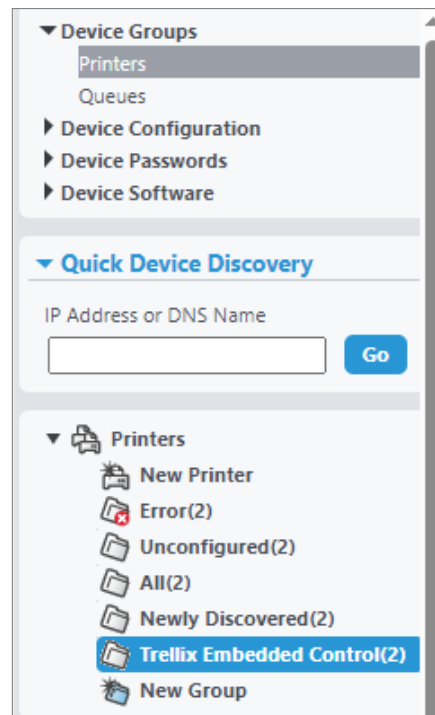 Device Groups
Printers
Queues
Device Configuration
Device Passwords
Device Software
Quick Device Discovery
IP Address or DNS Name
Go
Printers
New Printer
Error(2)
Unconfigured(2)
All(2)
Newly Discovered(2)
Trellix Embedded Control(2)
New Group